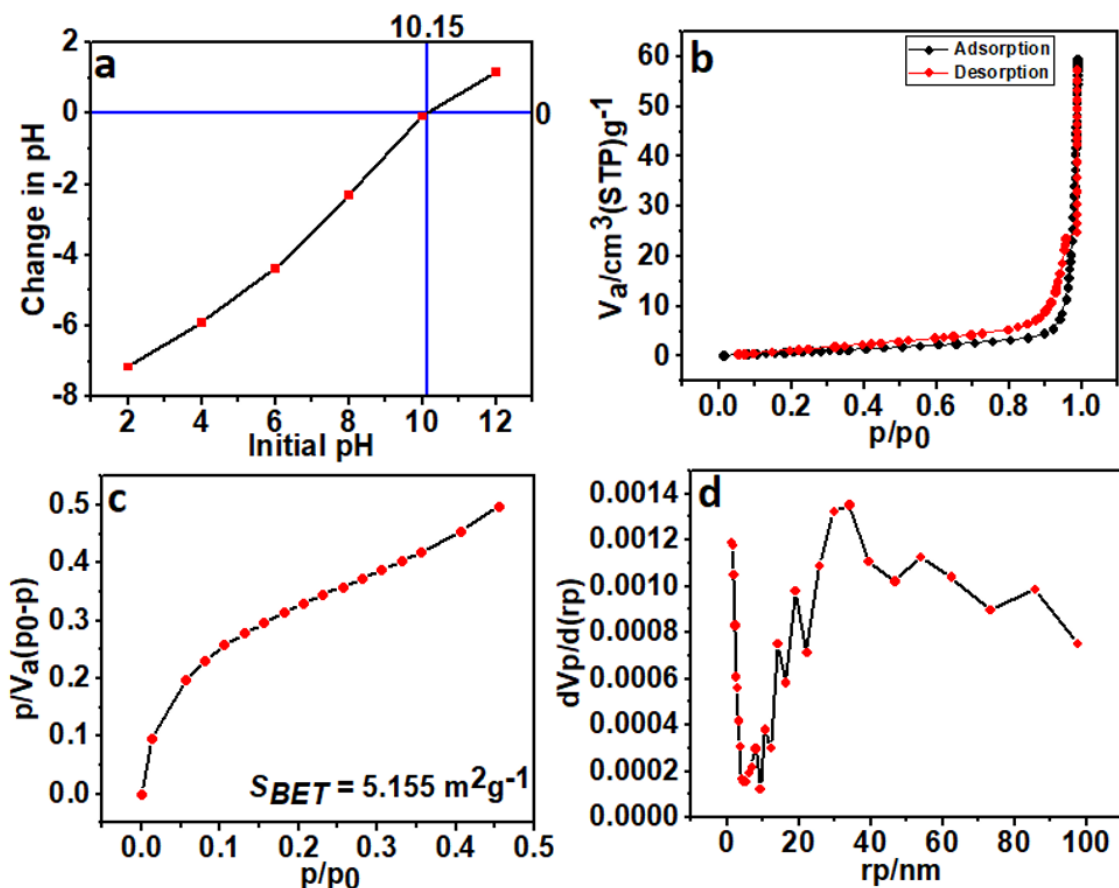 10.15
a
2
0
-2
-4
-6
-8
0
Change in pH
2 4 6 8 10 12
Initial pH
b
Adsorption
Desorption
60
50
40
30
20
10
0
Va/cm3(STP)g-1
0.0 0.2 0.4 0.6 0.8 1.0
p/p0
c
0.5
0.4
0.3
0.2
0.1
0.0
p/Va(p0-p)
SBET = 5.155 m2g-1
0.0 0.1 0.2 0.3 0.4 0.5
p/p0
d
0.0014
0.0012
0.0010
0.0008
0.0006
0.0004
0.0002
0.0000
dVp/d(rp)
0 20 40 60 80 100
rp/nm